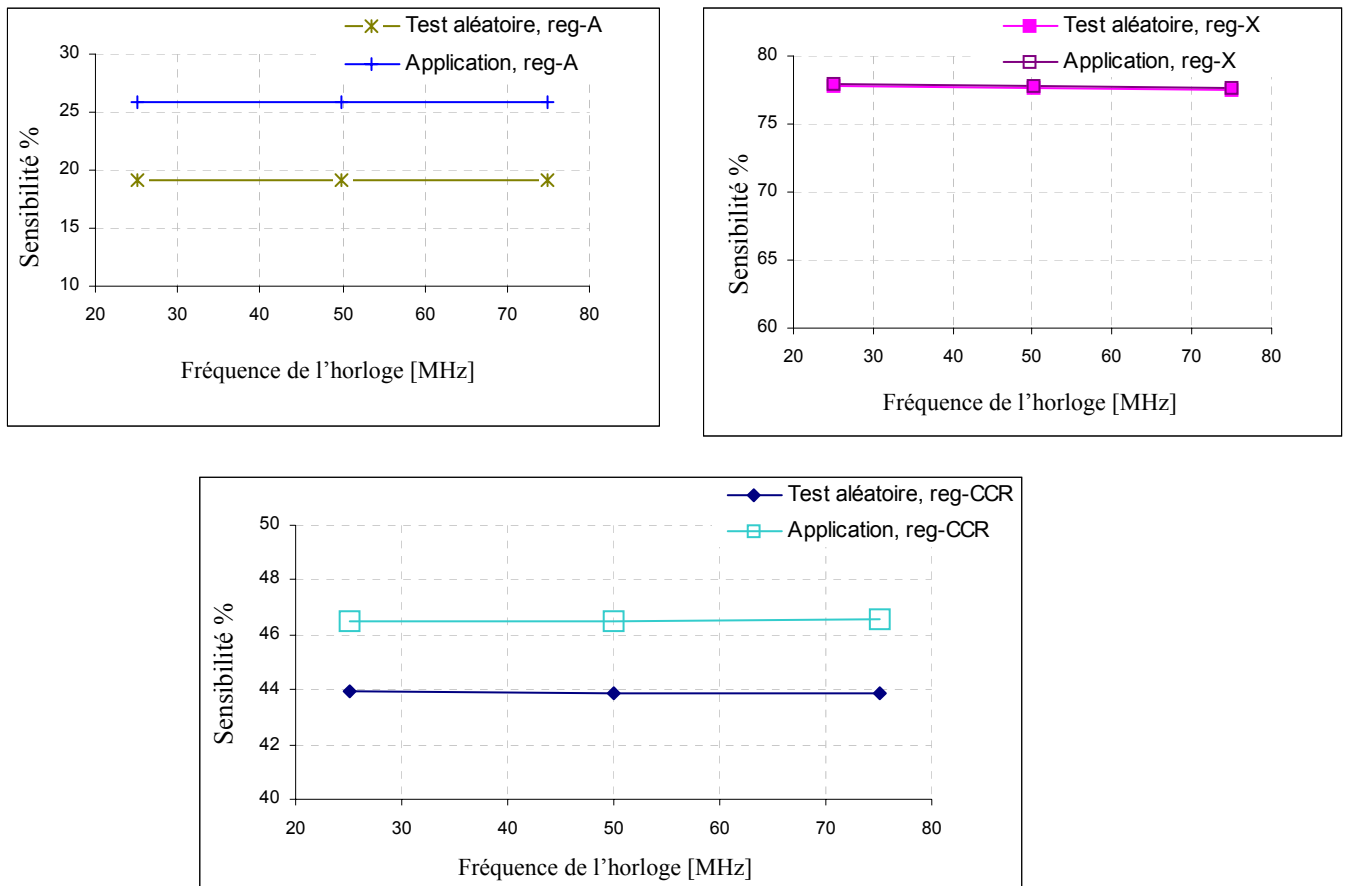 Test aléatoire, reg-A
Application, reg-A
30
25
20
15
10
Sensibilité %
20 30 40 50 60 70 80
Fréquence de l'horloge [MHz]
Test aléatoire, reg-X
Application, reg-X
80
75
70
65
60
Sensibilité %
20 30 40 50 60 70 80
Fréquence de l'horloge [MHz]
Test aléatoire, reg-CCR
Application, reg-CCR
50
48
46
44
42
40
Sensibilité %
20 30 40 50 60 70 80
Fréquence de l'horloge [MHz]